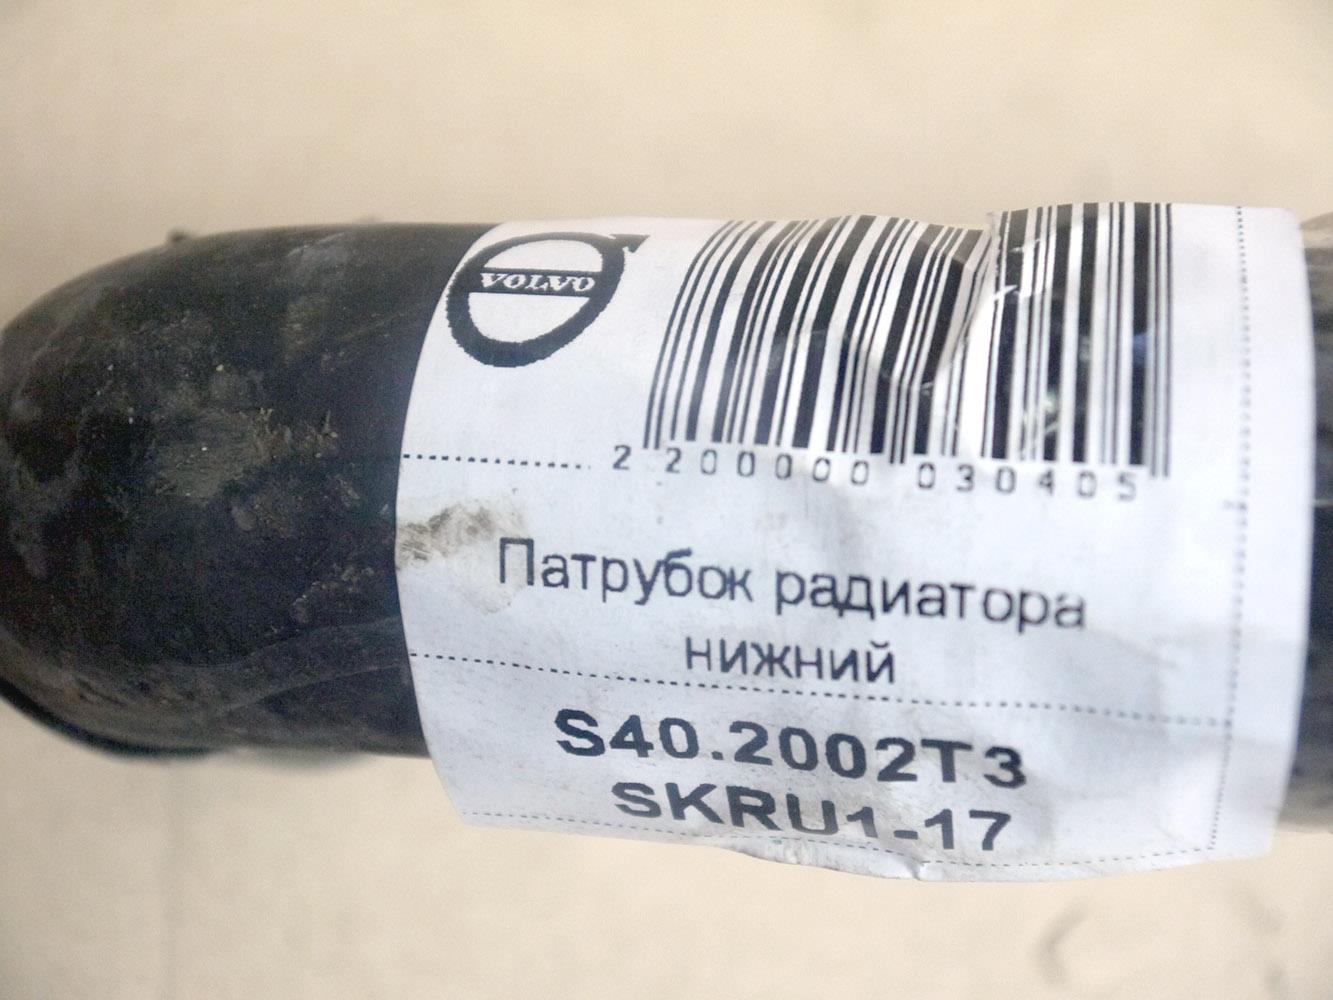 VOLVO
2 200000 030405
Патрубок радиатора
нижний
S40.2002T3
SKRU1-17